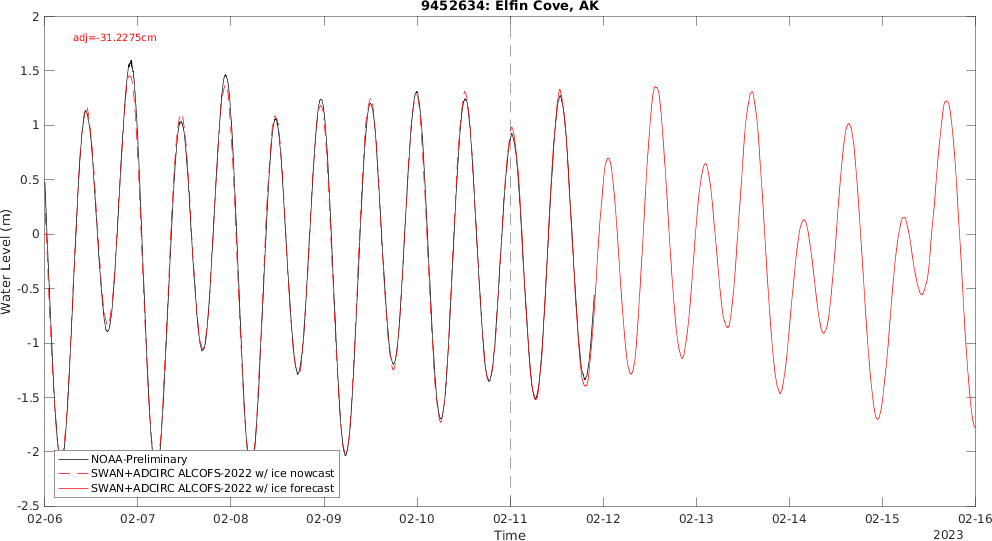 9452634: Elfin Cove, AK
adj=-31.2275cm
Water Level (m)
2
1.5
1
0.5
0
-0.5
-1
-1.5
-2
-2.5
NOAA-Preliminary
SWAN+ADCIRC ALCOFS-2022 w/ ice nowcast
SWAN+ADCIRC ALCOFS-2022 w/ ice forecast
02-06 02-07 02-08 02-09 02-10 02-11 02-12 02-13 02-14 02-15 02-16
Time
2023